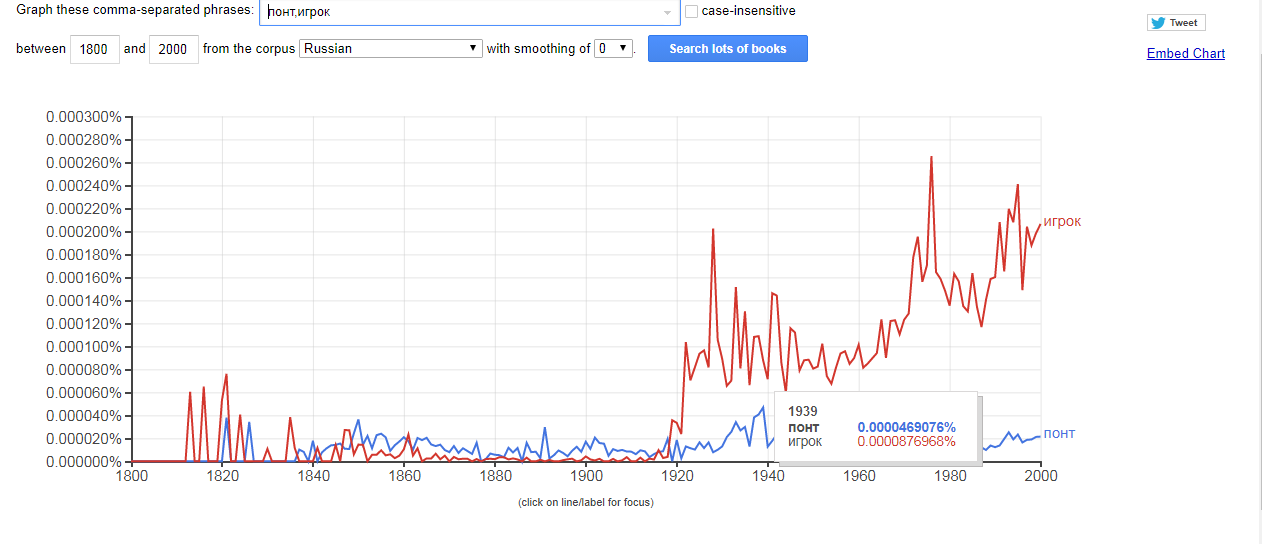 Graph these comma-separated phrases: понт,игрок case-insensitive
Tweet
between 1800 and 2000 from the corpus Russian with smoothing of 0 . Search lots of books
Embed Chart
0.000300%
0.000280%
0.000260%
0.000240%
0.000220%
игрок
0.000200%
0.000180%
0.000160%
0.000140%
0.000120%
0.000100%
0.000080%
0.000060%
0.000040%
0.000020%
0.000000%
1939
понт 0.0000469076%
игрок 0.0000876968%
понт
1800 1820 1840 1860 1880 1900 1920 1940 1960 1980 2000
(click on line/label for focus)